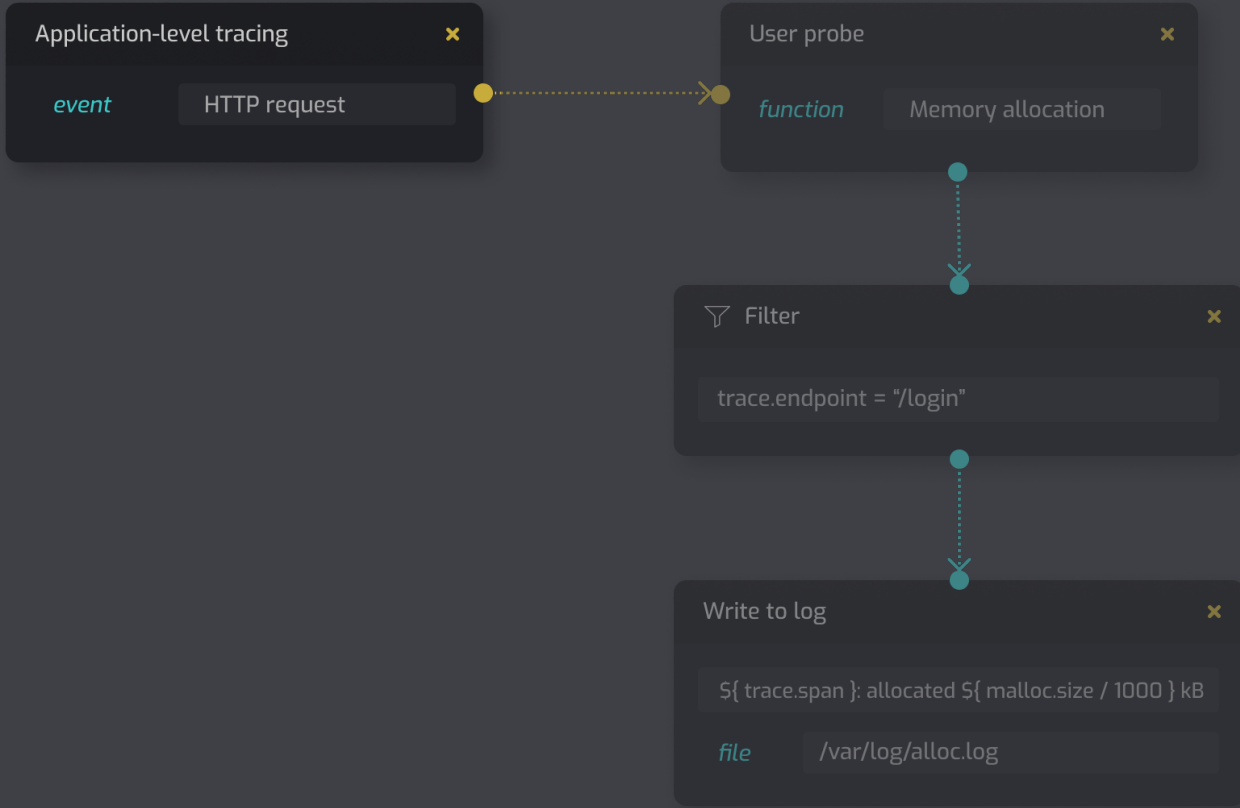 Application-level tracing
event HTTP request
User probe
function Memory allocation
Filter
trace.endpoint = “/login”
Write to log
${ trace.span }: allocated ${ malloc.size / 1000 } kB
file /var/log/alloc.log